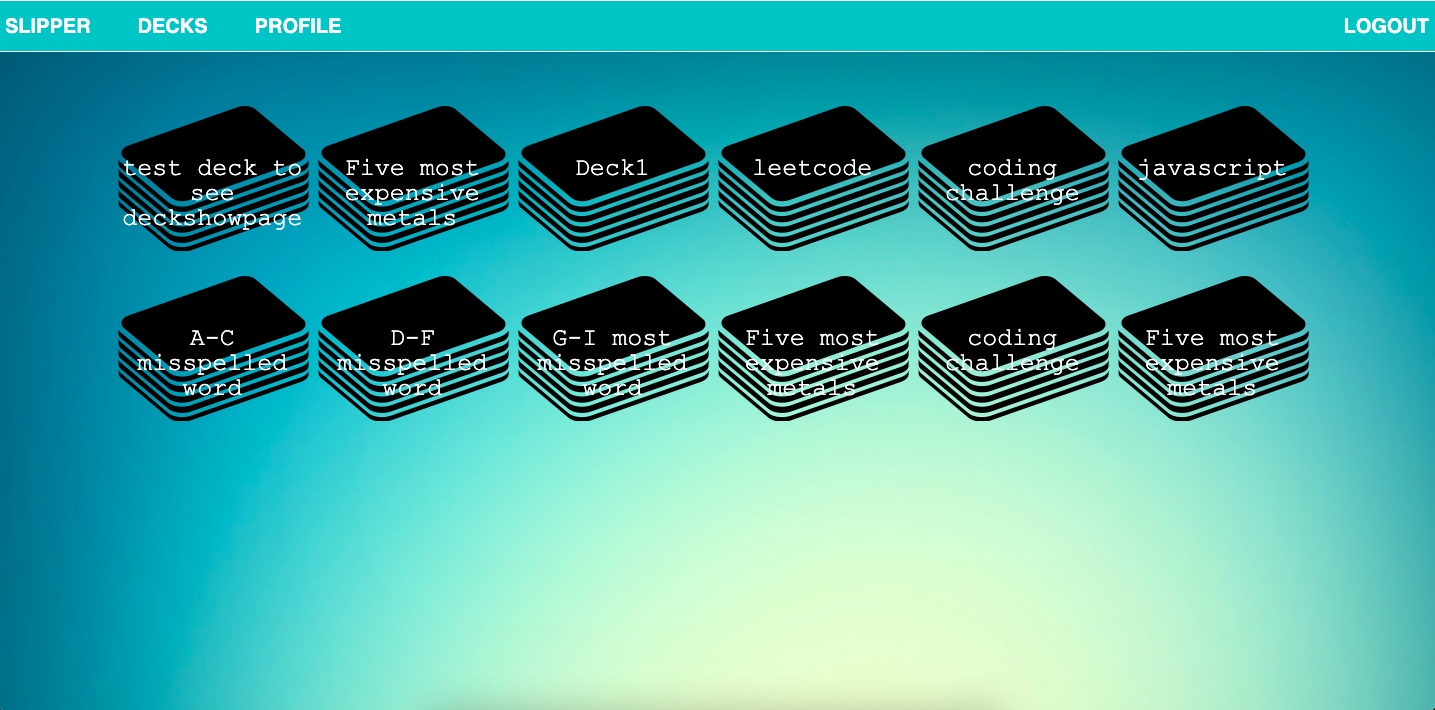 SLIPPER DECKS PROFILE LOGOUT
test deck to
see
deckshowpage
Five most
expensive
metals
Deck1
leetcode
coding
challenge
javascript
A-C
misspelled
word
D-F
misspelled
word
G-I most
misspelled
word
Five most
expensive
metals
coding
challenge
Five most
expensive
metals